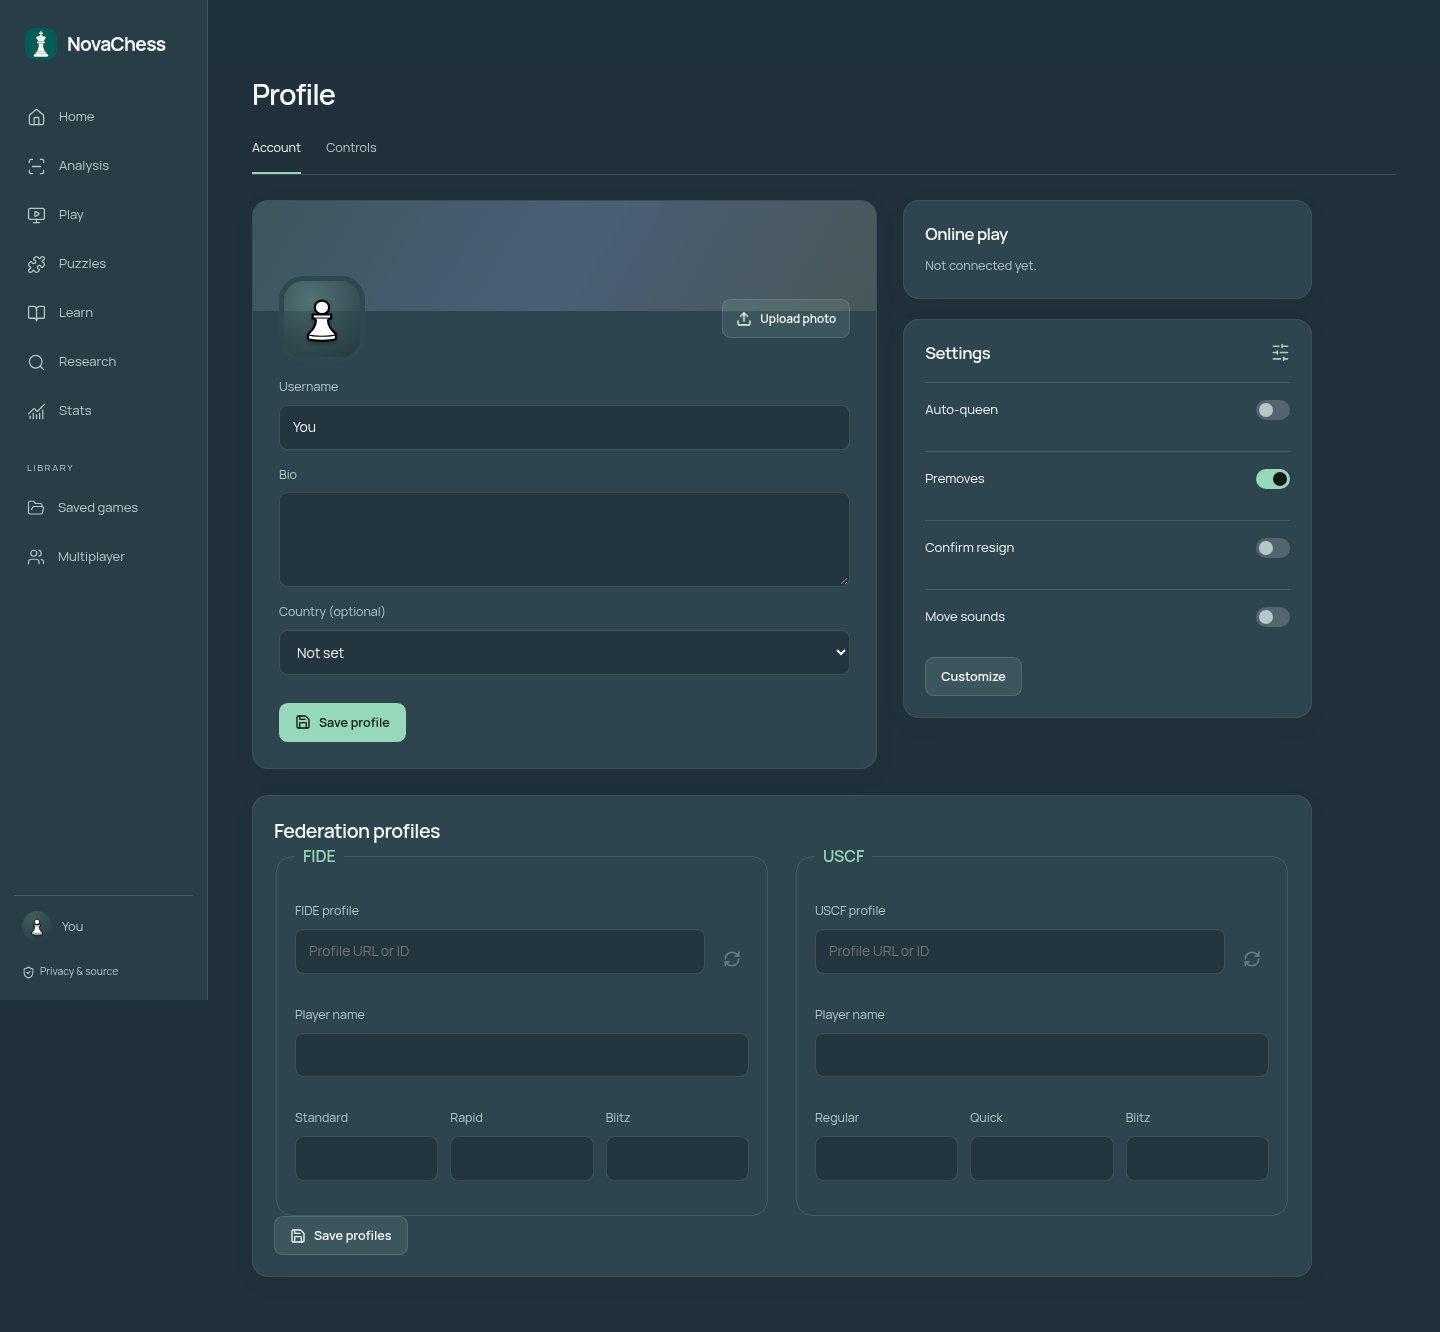 NovaChess
Home
Analysis
Play
Puzzles
Learn
Research
Stats
LIBRARY
Saved games
Multiplayer
You
Privacy & source
Profile
Account
Controls
Upload photo
Username
You
Bio
Country (optional)
Not set
Save profile
Online play
Not connected yet.
Settings
Auto-queen
Premoves
Confirm resign
Move sounds
Customize
Federation profiles
FIDE
FIDE profile
Profile URL or ID
Player name
Standard
Rapid
Blitz
USCF
USCF profile
Profile URL or ID
Player name
Regular
Quick
Blitz
Save profiles